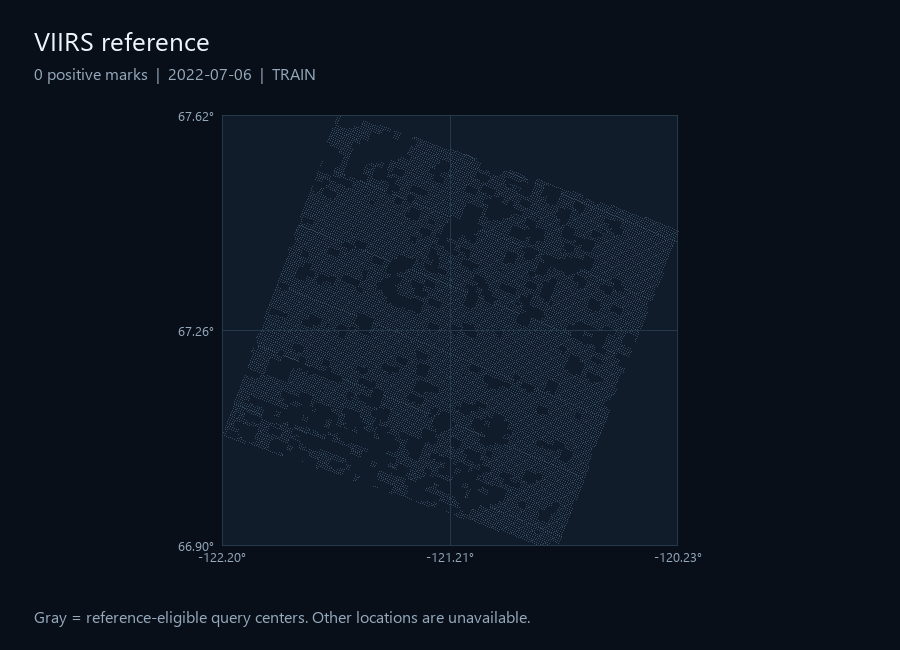 VIIRS reference
0 positive marks | 2022-07-06 | TRAIN
67.62°
67.26°
66.90°
-122.20°
-121.21°
-120.23°
Gray = reference-eligible query centers. Other locations are unavailable.